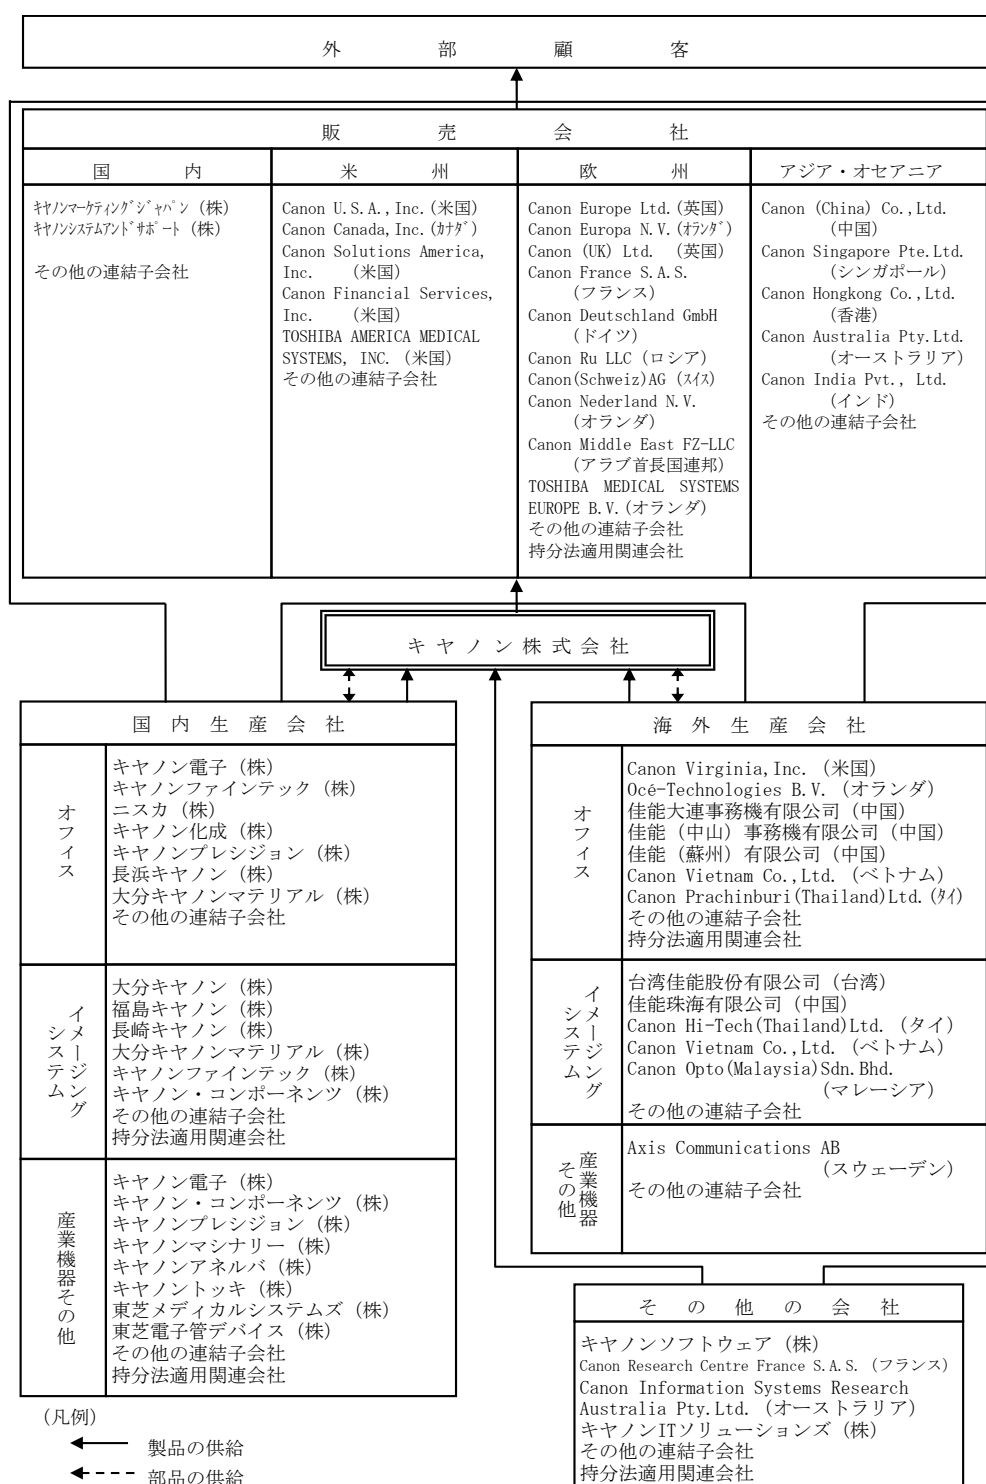 外部顧客
販売会社
国内
米州
欧州
アジア・オセアニア
ｷﾔﾉﾝﾏｰｹﾃｨﾝｸﾞｼﾞｬﾊﾟﾝ (株)
ｷﾔﾉﾝｼｽﾃﾑｱﾝﾄﾞｻﾎﾟｰﾄ (株)
その他の連結子会社
Canon U.S.A.,Inc.(米国)
Canon Canada,Inc.(ｶﾅﾀﾞ)
Canon Solutions America,
Inc. (米国)
Canon Financial Services,
Inc. (米国)
TOSHIBA AMERICA MEDICAL
SYSTEMS, INC. (米国)
その他の連結子会社
Canon Europe Ltd.(英国)
Canon Europa N.V.(ｵﾗﾝﾀﾞ)
Canon (UK) Ltd. (英国)
Canon France S.A.S.
(フランス)
Canon Deutschland GmbH
(ドイツ)
Canon Ru LLC (ロシア)
Canon(Schweiz)AG (ｽｲｽ)
Canon Nederland N.V.
(オランダ)
Canon Middle East FZ-LLC
(アラブ首長国連邦)
TOSHIBA MEDICAL SYSTEMS
EUROPE B.V.(オランダ)
その他の連結子会社
持分法適用関連会社
Canon (China) Co.,Ltd.
(中国)
Canon Singapore Pte.Ltd.
(シンガポール)
Canon Hongkong Co.,Ltd.
(香港)
Canon Australia Pty.Ltd.
(オーストラリア)
Canon India Pvt., Ltd.
(インド)
その他の連結子会社
キヤノン株式会社
国内生産会社
オフィス
キヤノン電子 (株)
キヤノンファインテック (株)
ニスカ (株)
キヤノン化成 (株)
キヤノンプレシジョン (株)
長浜キヤノン (株)
大分キヤノンマテリアル (株)
その他の連結子会社
イメージング
システム
大分キヤノン (株)
福島キヤノン (株)
長崎キヤノン (株)
大分キヤノンマテリアル (株)
キヤノンファインテック (株)
キヤノン・コンポーネンツ (株)
その他の連結子会社
持分法適用関連会社
産業機器その他
キヤノン電子 (株)
キヤノン・コンポーネンツ (株)
キヤノンプレシジョン (株)
キヤノンマシナリー (株)
キヤノンアネルバ (株)
キヤノントッキ (株)
東芝メディカルシステムズ (株)
東芝電子管デバイス (株)
その他の連結子会社
持分法適用関連会社
海外生産会社
オフィス
Canon Virginia,Inc. (米国)
Océ-Technologies B.V. (オランダ)
佳能大連事務機有限公司 (中国)
佳能（中山）事務機有限公司 (中国)
佳能（蘇州）有限公司 (中国)
Canon Vietnam Co.,Ltd. (ベトナム)
Canon Prachinburi(Thailand)Ltd.(ﾀｲ)
その他の連結子会社
持分法適用関連会社
イメージング
システム
台湾佳能股份有限公司 (台湾)
佳能珠海有限公司 (中国)
Canon Hi-Tech(Thailand)Ltd. (タイ)
Canon Vietnam Co.,Ltd. (ベトナム)
Canon Opto(Malaysia)Sdn.Bhd.
(マレーシア)
その他の連結子会社
産業機器
その他
Axis Communications AB
(スウェーデン)
その他の連結子会社
その他の会社
キヤノンソフトウェア (株)
Canon Research Centre France S.A.S. (フランス)
Canon Information Systems Research
Australia Pty.Ltd. (オーストラリア)
キヤノンITソリューションズ (株)
その他の連結子会社
持分法適用関連会社
(凡例)
製品の供給
部品の供給